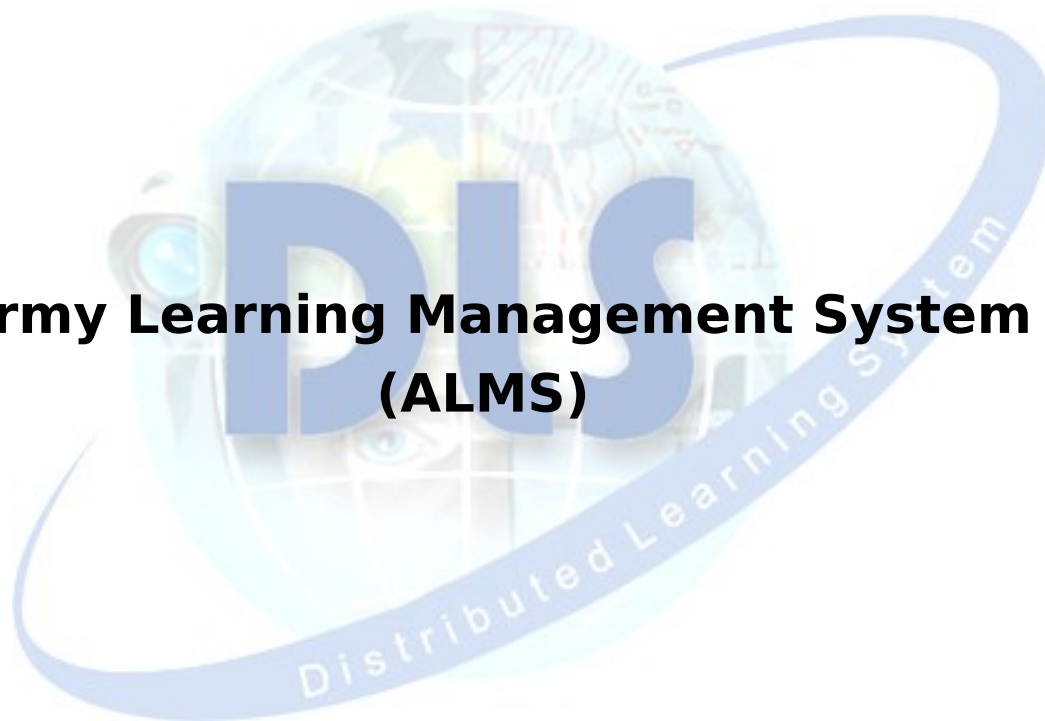 rmy Learning Management System
(ALMS)
DLS
Distributed Learning System